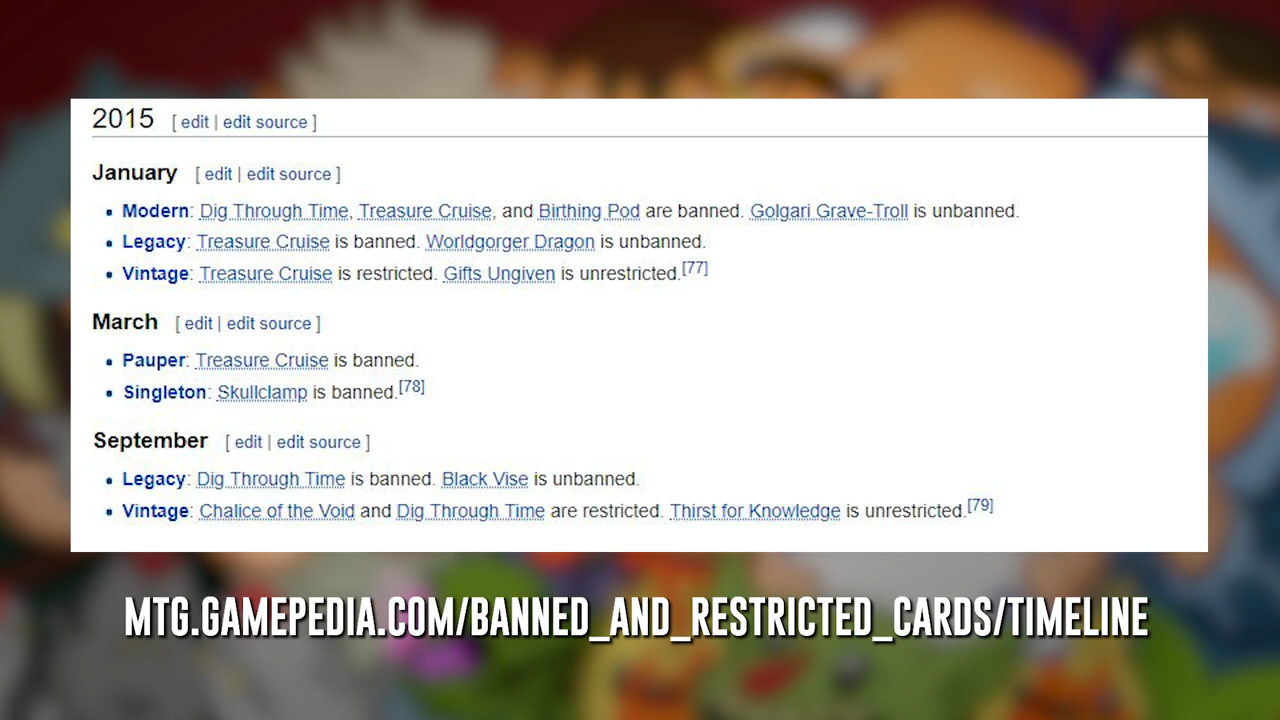 2015 [ edit | edit source ]
January [ edit | edit source ]
Modern: Dig Through Time, Treasure Cruise, and Birthing Pod are banned. Golgari Grave-Troll is unbanned.
Legacy: Treasure Cruise is banned. Worldgorger Dragon is unbanned.
Vintage: Treasure Cruise is restricted. Gifts Ungiven is unrestricted.[77]
March [ edit | edit source ]
Pauper: Treasure Cruise is banned.
Singleton: Skullclamp is banned.[78]
September [ edit | edit source ]
Legacy: Dig Through Time is banned. Black Vise is unbanned.
Vintage: Chalice of the Void and Dig Through Time are restricted. Thirst for Knowledge is unrestricted.[79]
MTG.GAMEPEDIA.COM/BANNED_AND_RESTRICTED_CARDS/TIMELINE